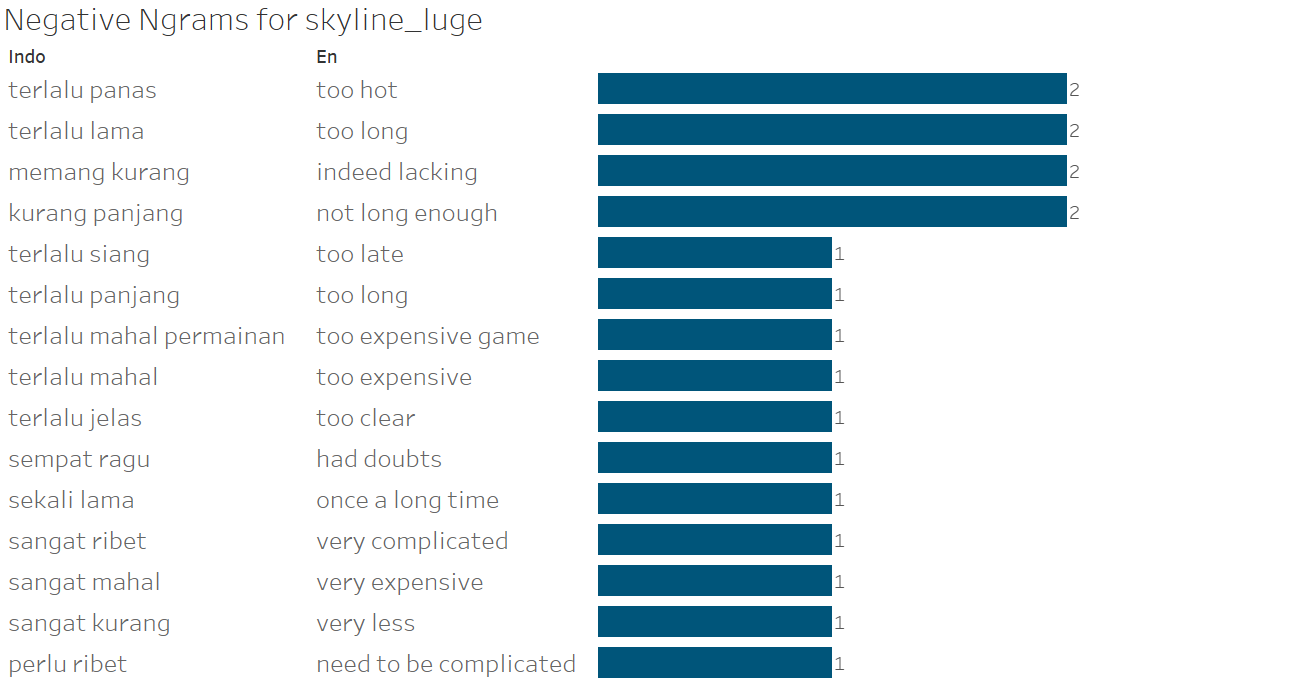 Negative Ngrams for skyline_luge
Indo En
terlalu panas too hot 2
terlalu lama too long 2
memang kurang indeed lacking 2
kurang panjang not long enough 2
terlalu siang too late 1
terlalu panjang too long 1
terlalu mahal permainan too expensive game 1
terlalu mahal too expensive 1
terlalu jelas too clear 1
sempat ragu had doubts 1
sekali lama once a long time 1
sangat ribet very complicated 1
sangat mahal very expensive 1
sangat kurang very less 1
perlu ribet need to be complicated 1